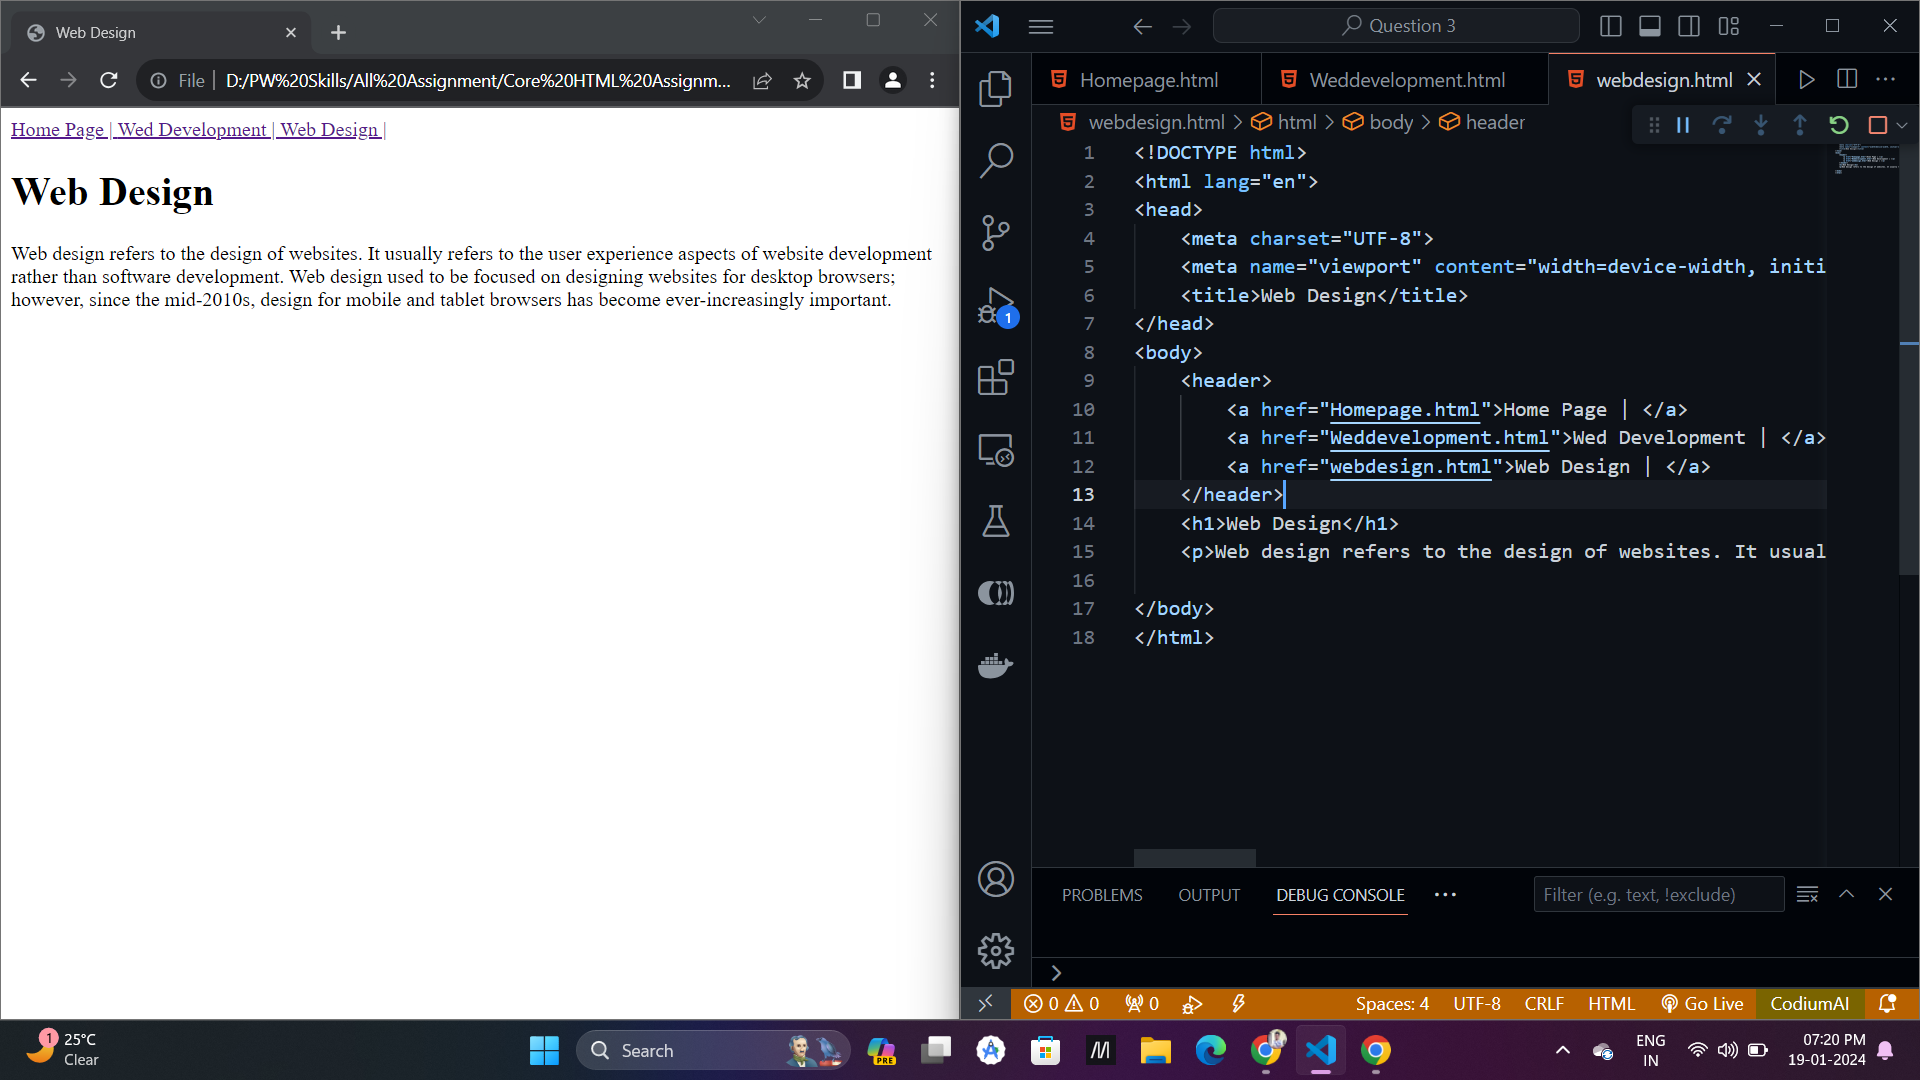 Web Design
File
D:/PW%20Skills/All%20Assignment/Core%20HTML%20Assignm...
Home Page | Wed Development | Web Design |
Web Design
Web design refers to the design of websites. It usually refers to the user experience aspects of website development
rather than software development. Web design used to be focused on designing websites for desktop browsers;
however, since the mid-2010s, design for mobile and tablet browsers has become ever-increasingly important.
Question 3
Homepage.html
Weddevelopment.html
webdesign.html
webdesign.html > html > body > header
1 <!DOCTYPE html>
2 <html lang="en">
3 <head>
4 <meta charset="UTF-8">
5 <meta name="viewport" content="width=device-width, initi
6 <title>Web Design</title>
7 </head>
8 <body>
9 <header>
10 <a href="Homepage.html">Home Page | </a>
11 <a href="Weddevelopment.html">Wed Development | </a>
12 <a href="webdesign.html">Web Design | </a>
13 </header>
14 <h1>Web Design</h1>
15 <p>Web design refers to the design of websites. It usual
16
17 </body>
18 </html>
1
PROBLEMS
OUTPUT
DEBUG CONSOLE
Filter (e.g. text, !exclude)
0
0
0
Spaces: 4
UTF-8
CRLF
HTML
Go Live
CodiumAI
1
25°C
Clear
Search
PRE
ENG
IN
07:20 PM
19-01-2024